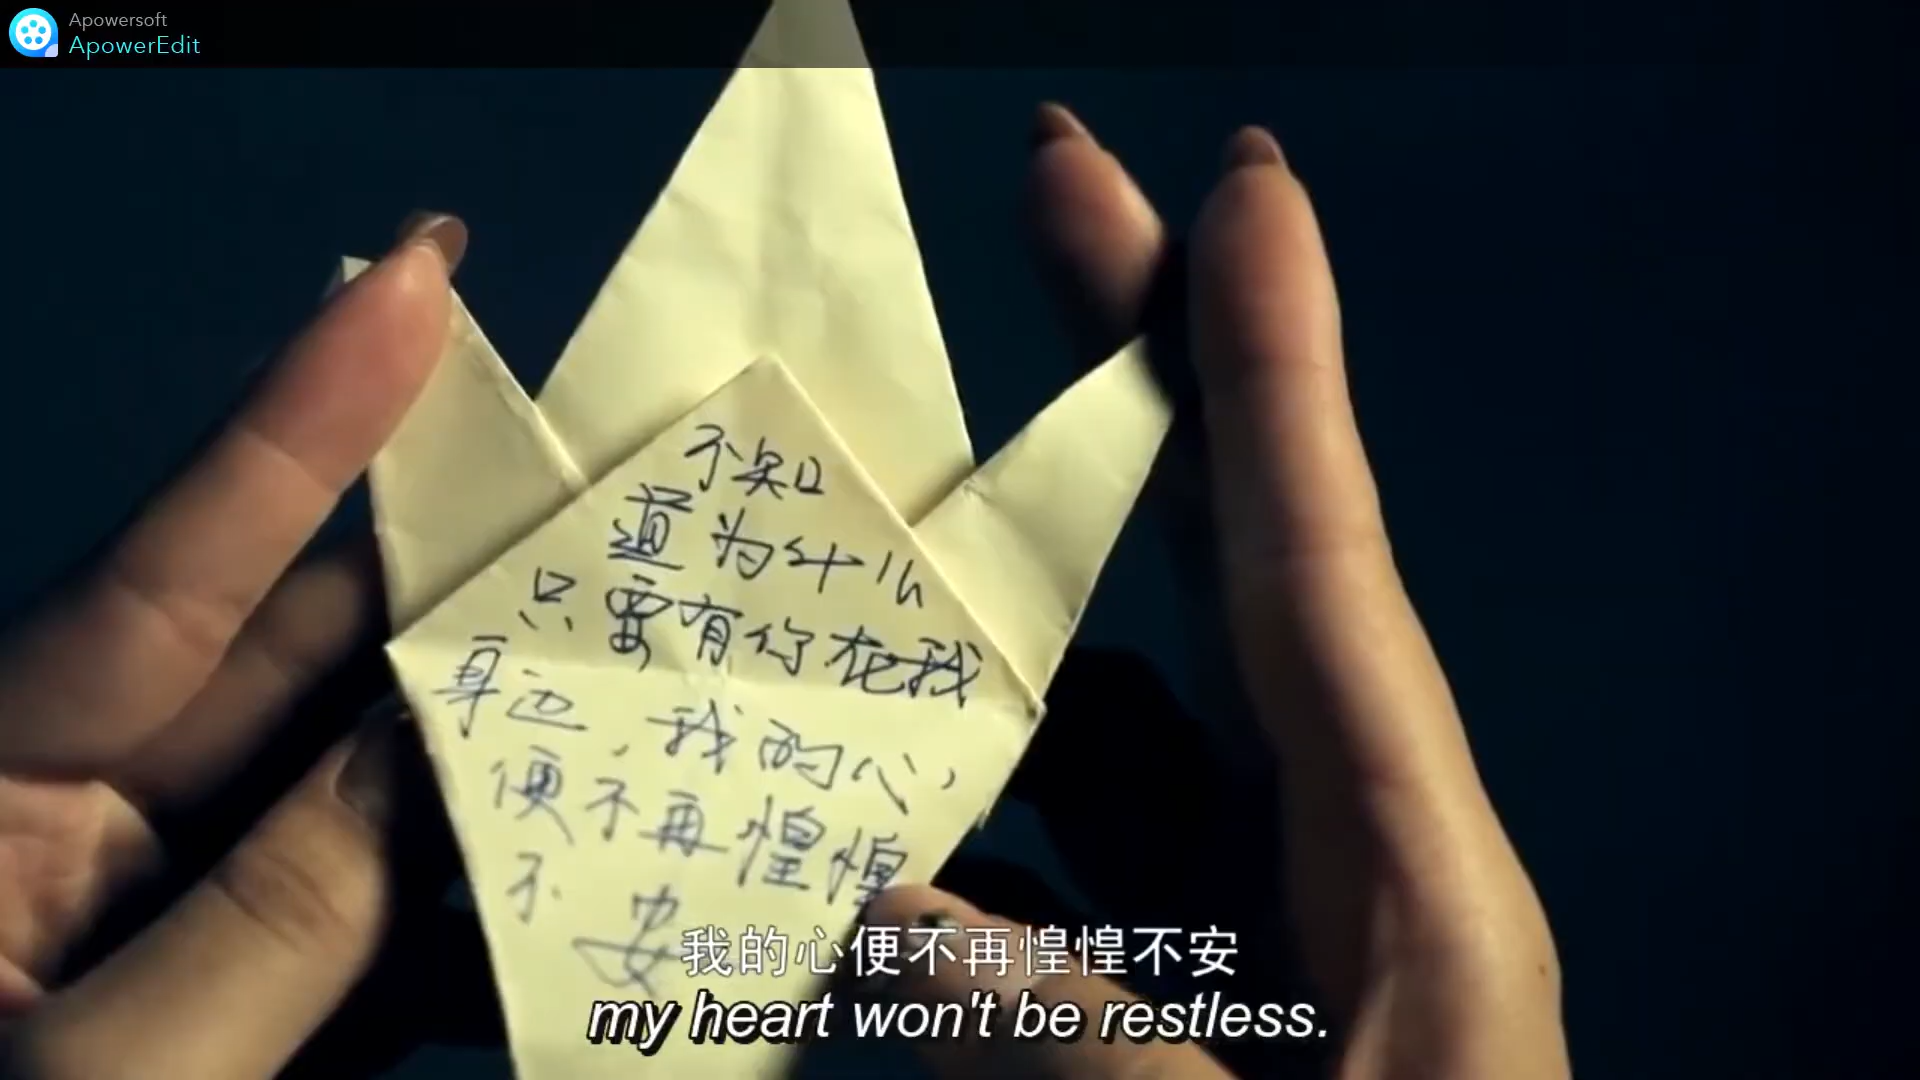 Apowersoft
ApowerEdit
不知
道为什么
只要有你在我
身边,我的心,
便不再惶惶
不安
我的心便不再惶惶不安
my heart won't be restless.